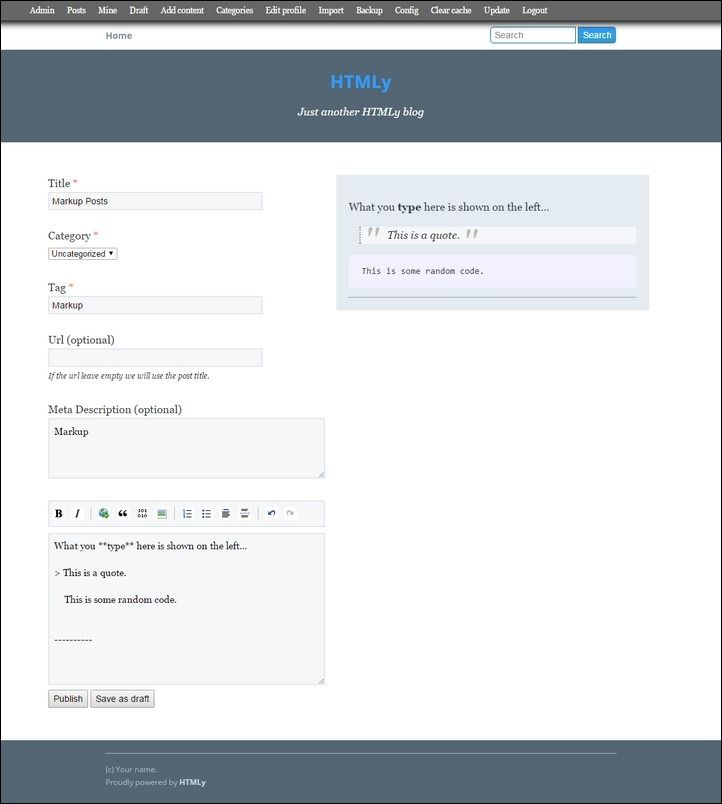 Admin Posts Mine Draft Add content Categories Edit profile Import Backup Config Clear cache Update Logout
Home Search Search
HTMLy
Just another HTMLy blog
Title *
Markup Posts
Category *
Uncategorized
Tag *
Markup
Url (optional)
If the url leave empty we will use the post title.
Meta Description (optional)
Markup
B I
101
010
What you **type** here is shown on the left...
> This is a quote.
This is some random code.
----------
Publish Save as draft
What you type here is shown on the left...
" This is a quote. "
This is some random code.
(c) Your name.
Proudly powered by HTMLy